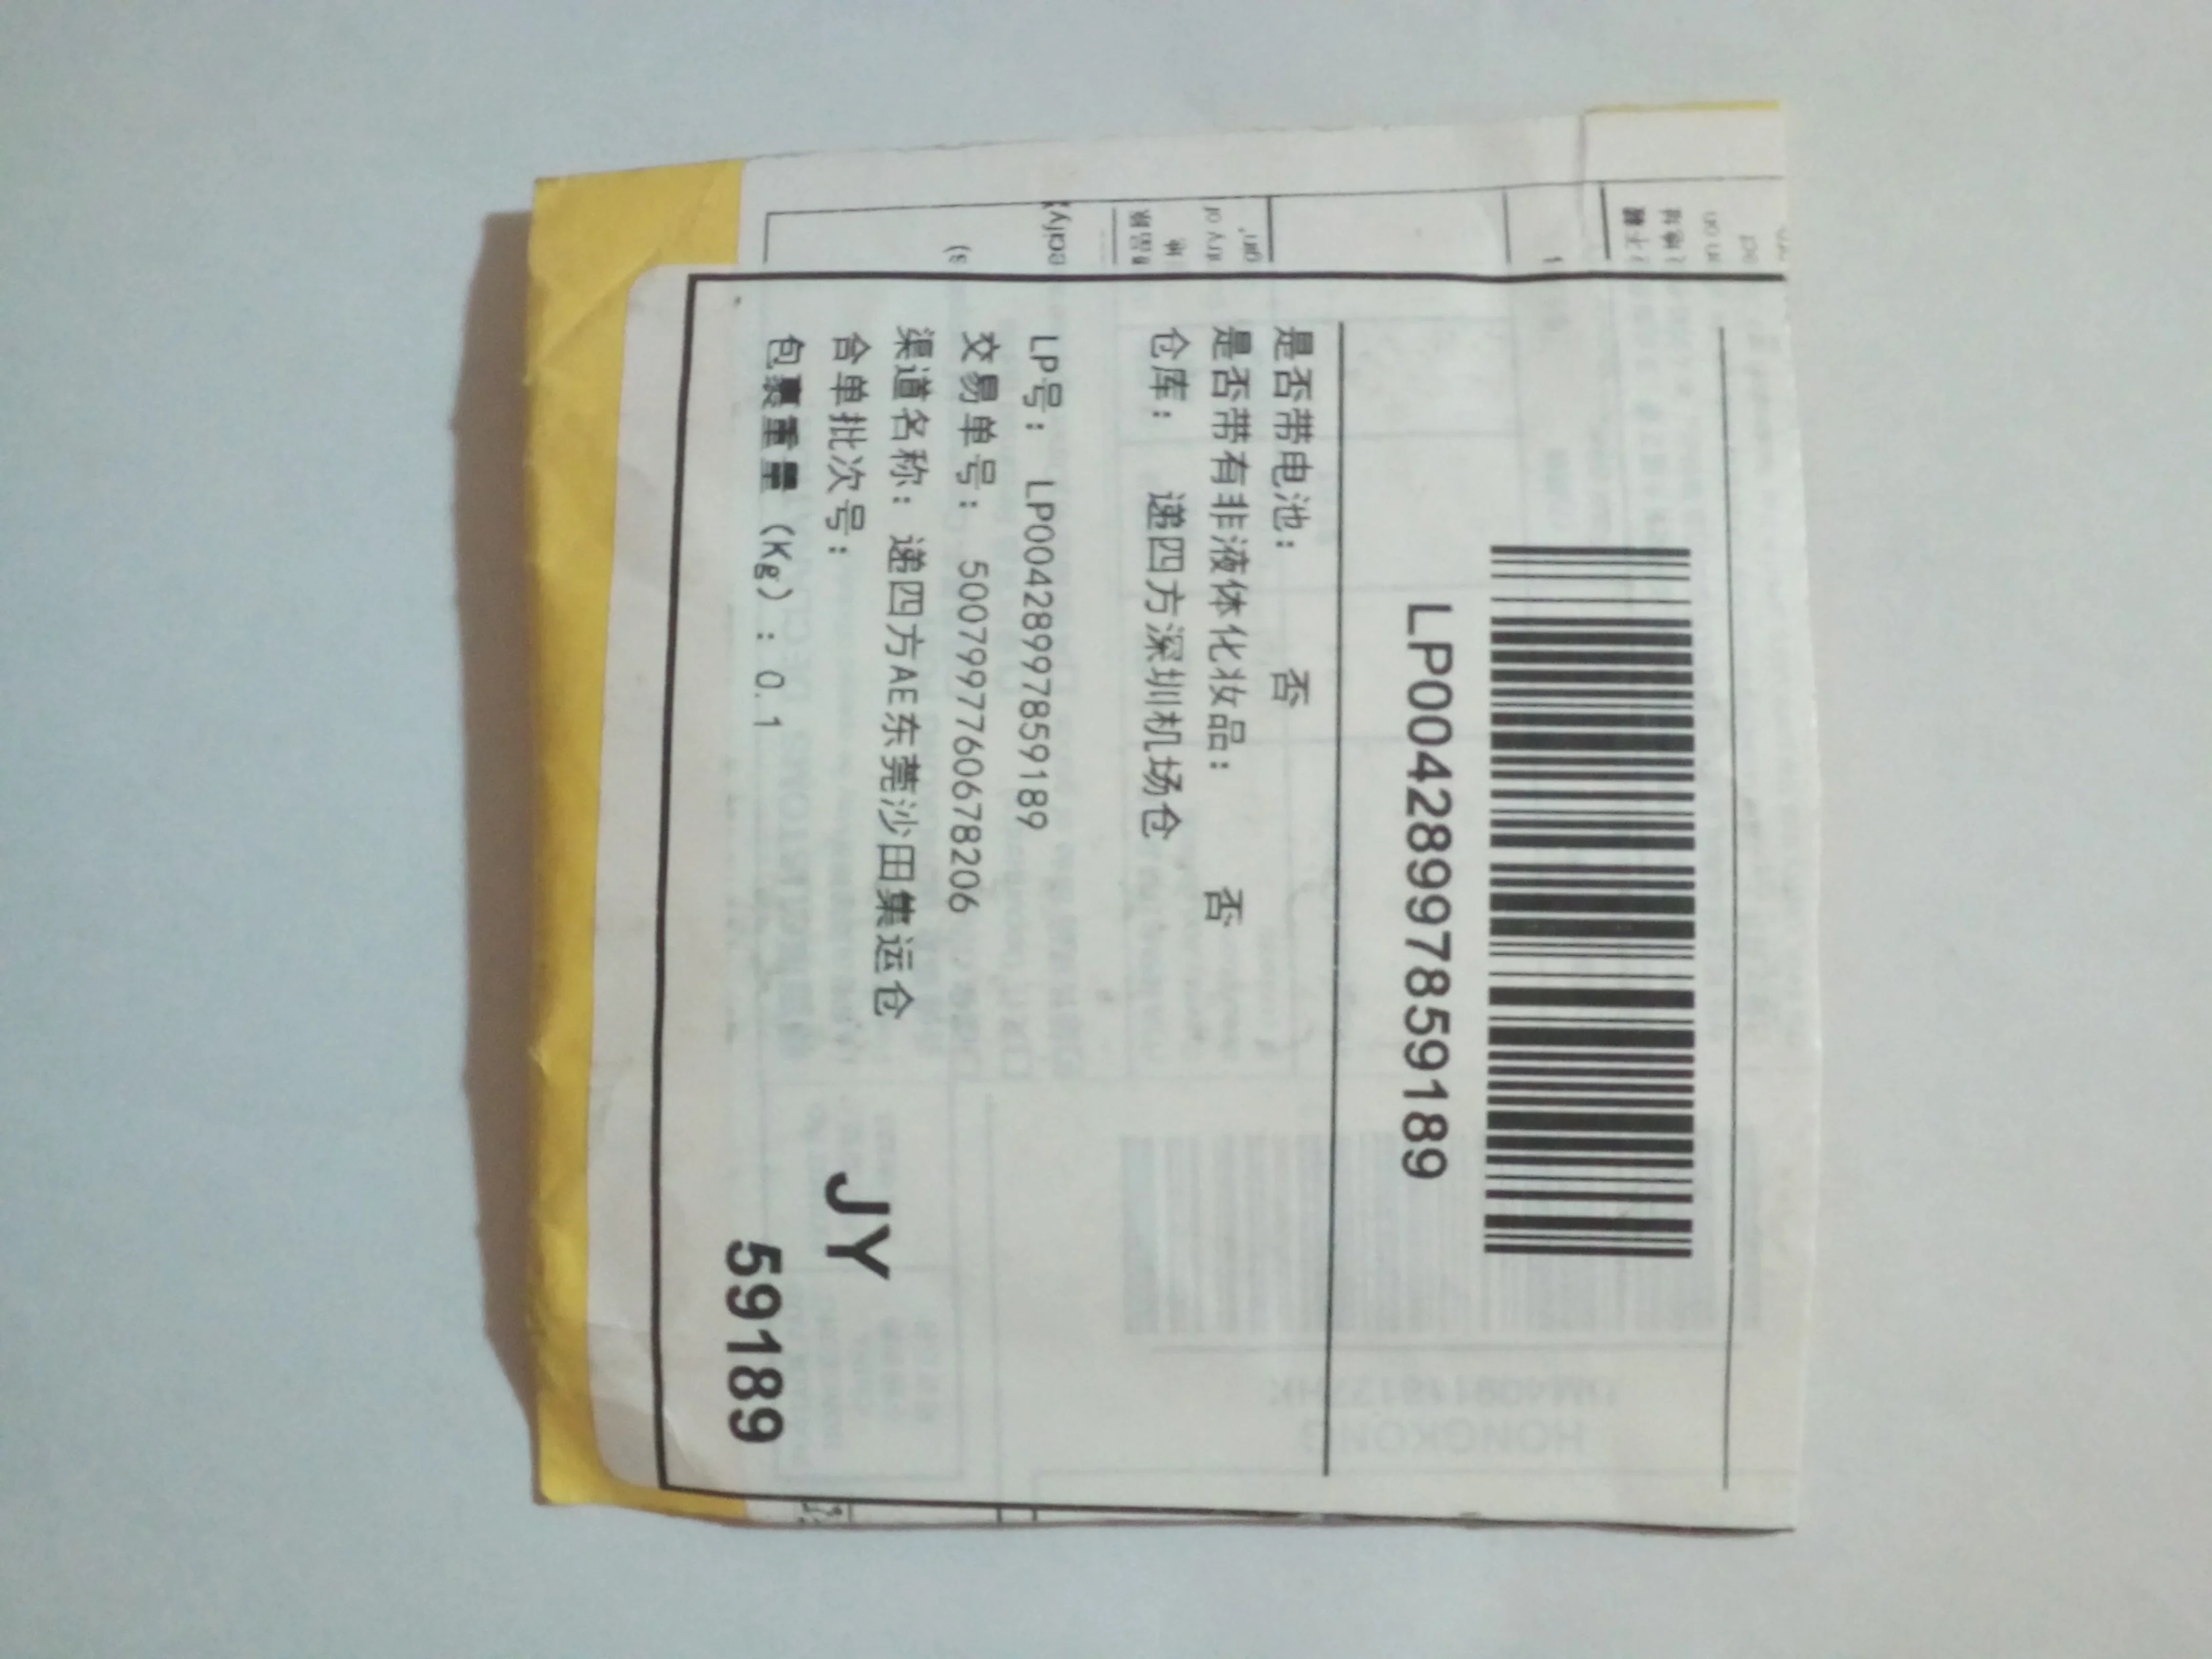 LP00428997859189
是否带电池: 否
是否带有非液体化妆品: 否
仓库: 递四方深圳机场仓
LP号: LP00428997859189
交易单号: 5007997760678206
渠道名称: 递四方AE东莞沙田集运仓
合单批次号:
包裹重量 (Kg) : 0.1
JY
59189